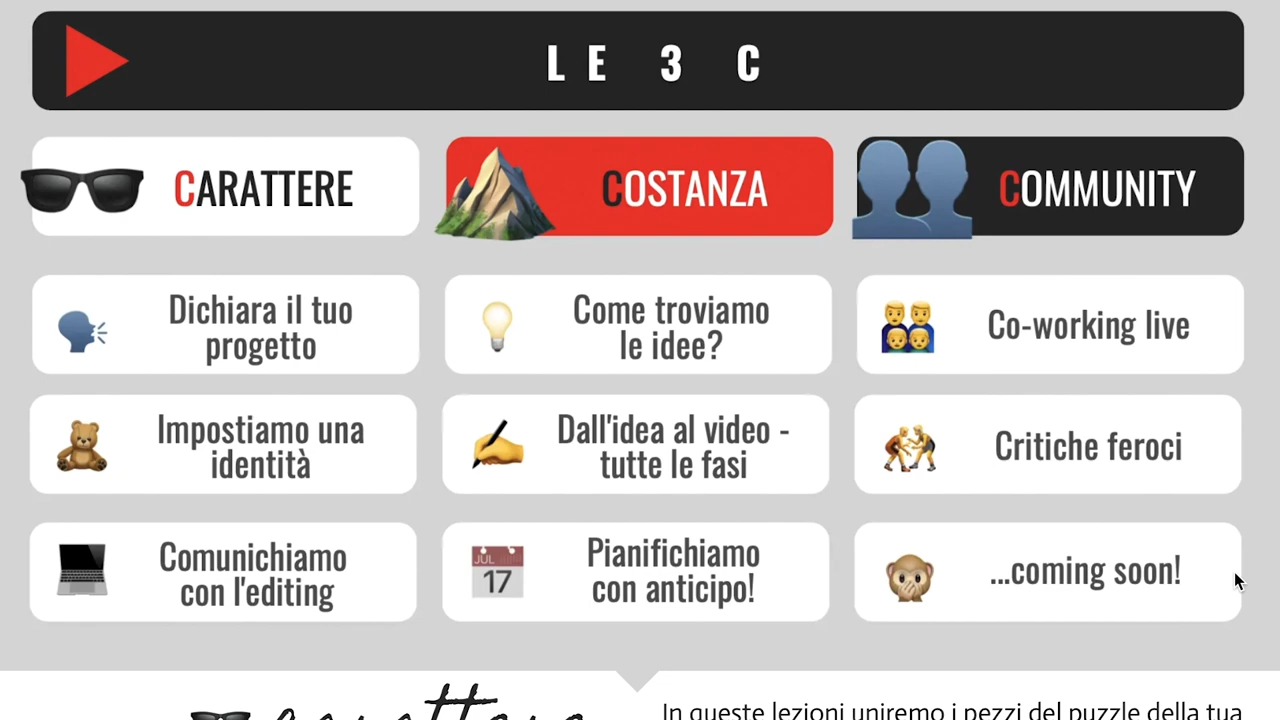 LE 3 C
CARATTERE
COSTANZA
COMMUNITY
Dichiara il tuo
progetto
Come troviamo
le idee?
Co-working live
Impostiamo una
identità
Dall'idea al video -
tutte le fasi
Critiche feroci
Comunichiamo
con l'editing
JUL
17
Pianifichiamo
con anticipo!
...coming soon!
carattere
In queste lezioni uniremo i pezzi del puzzle della tua